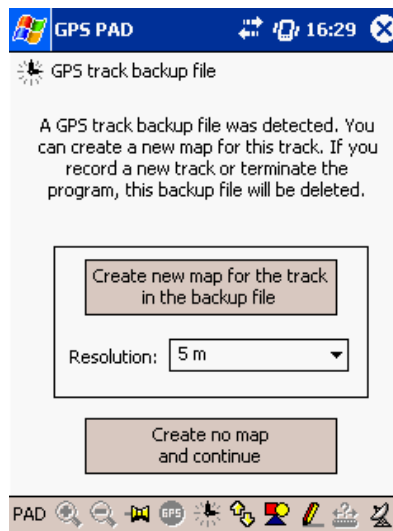 GPS PAD 16:29
GPS track backup file
A GPS track backup file was detected. You
can create a new map for this track. If you
record a new track or terminate the
program, this backup file will be deleted.
Create new map for the track
in the backup file
Resolution: 5 m
Create no map
and continue
PAD GPS